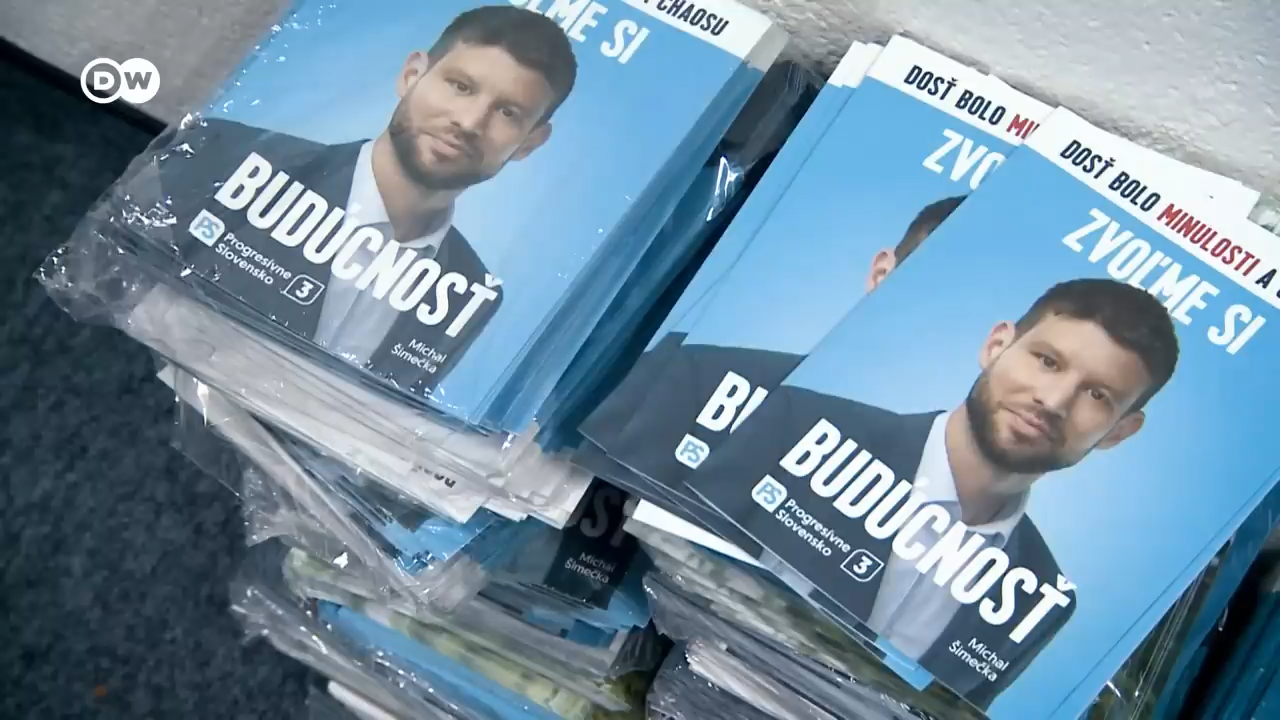 DW
CHAOSU
ME SI
BUDÚCNOSŤ
PS Progresívne
Slovensko 3
Michal
Šimečka
DOSŤ BOLO MI
ZVO
BU
PS
DOSŤ BOLO MINULOSTI A
ZVOĽME SI
BUDÚCNOSŤ
PS Progresívne
Slovensko 3
Michal
Šimečka
Michal
Šimečka